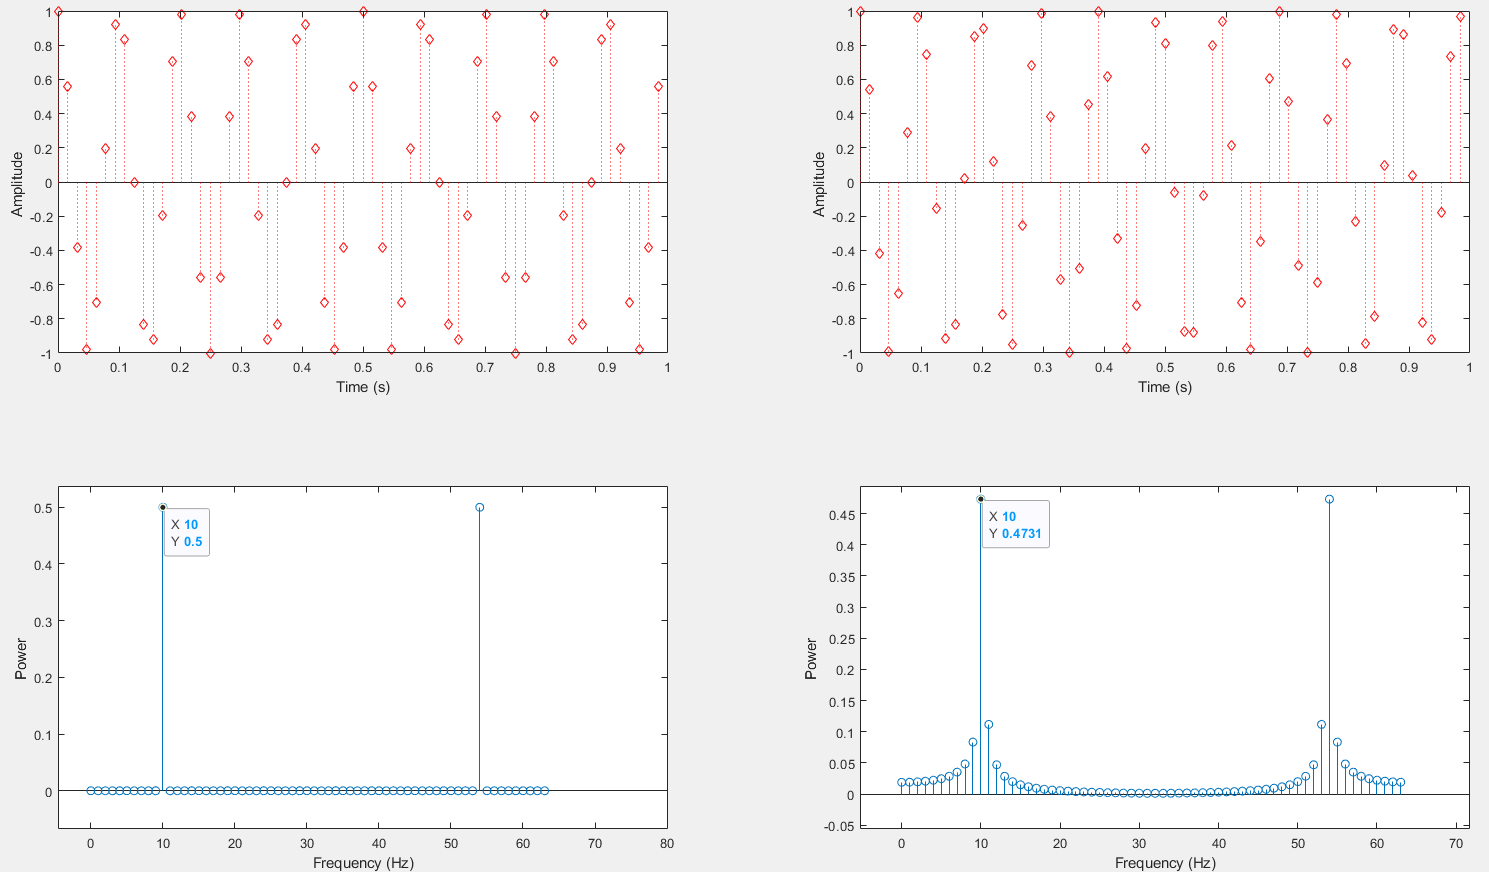 1
0.8
0.6
0.4
0.2
0
-0.2
-0.4
-0.6
-0.8
-1
Amplitude
0 0.1 0.2 0.3 0.4 0.5 0.6 0.7 0.8 0.9 1
Time (s)
1
0.8
0.6
0.4
0.2
0
-0.2
-0.4
-0.6
-0.8
-1
Amplitude
0 0.1 0.2 0.3 0.4 0.5 0.6 0.7 0.8 0.9 1
Time (s)
0.5
0.4
0.3
0.2
0.1
0
Power
X 10
Y 0.5
0 10 20 30 40 50 60 70 80
Frequency (Hz)
0.45
0.4
0.35
0.3
0.25
0.2
0.15
0.1
0.05
0
-0.05
Power
X 10
Y 0.4731
0 10 20 30 40 50 60 70
Frequency (Hz)